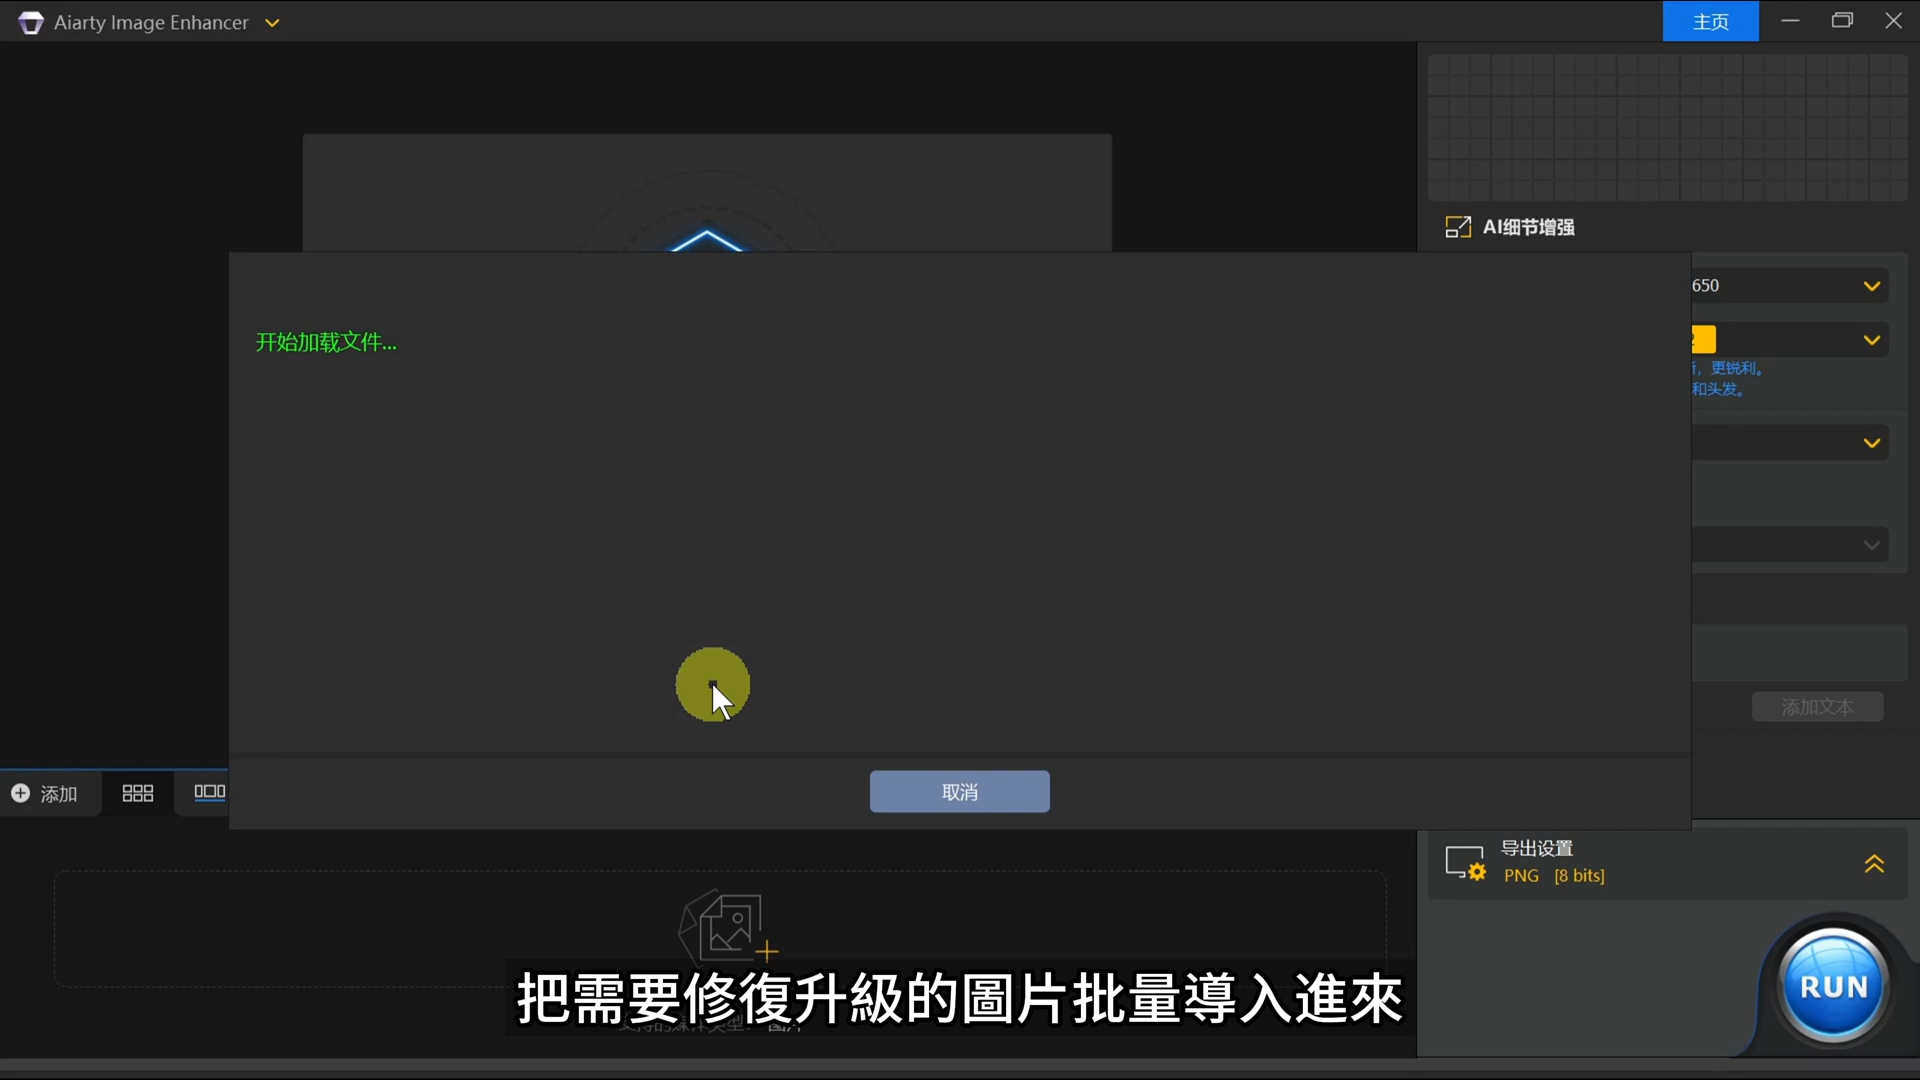 Aiarty Image Enhancer
主页
AI细节增强
650
开始加载文件...
，更锐利。
和头发。
添加文本
添加
取消
导出设置
PNG [8 bits]
RUN
把需要修復升級的圖片批量導入進來